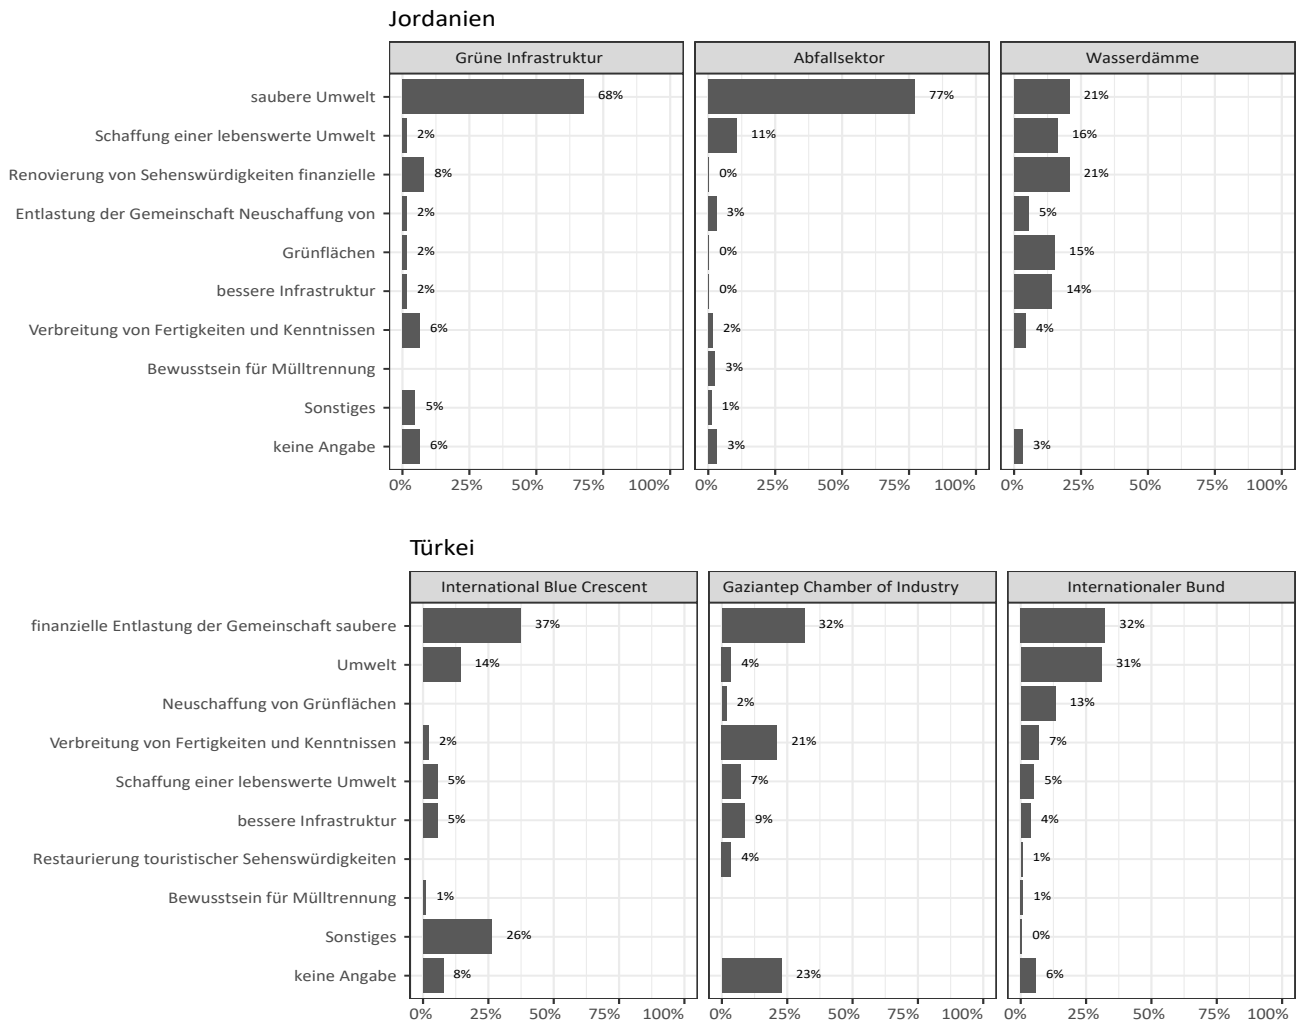 Jordanien
Grüne Infrastruktur Abfallsektor Wasserdämme
saubere Umwelt 68% 77% 21%
Schaffung einer lebenswerte Umwelt 2% 11% 16%
Renovierung von Sehenswürdigkeiten finanzielle 8% 0% 21%
Entlastung der Gemeinschaft Neuschaffung von 2% 3% 5%
Grünflächen 2% 0% 15%
bessere Infrastruktur 2% 0% 14%
Verbreitung von Fertigkeiten und Kenntnissen 6% 2% 4%
Bewusstsein für Mülltrennung 3%
Sonstiges 5% 1%
keine Angabe 6% 3% 3%
0% 25% 50% 75% 100% 0% 25% 50% 75% 100% 0% 25% 50% 75% 100%
Türkei
International Blue Crescent Gaziantep Chamber of Industry Internationaler Bund
finanzielle Entlastung der Gemeinschaft saubere 37% 32% 32%
Umwelt 14% 4% 31%
Neuschaffung von Grünflächen 2% 13%
Verbreitung von Fertigkeiten und Kenntnissen 2% 21% 7%
Schaffung einer lebenswerte Umwelt 5% 7% 5%
bessere Infrastruktur 5% 9% 4%
Restaurierung touristischer Sehenswürdigkeiten 4% 1%
Bewusstsein für Mülltrennung 1% 1%
Sonstiges 26% 0%
keine Angabe 8% 23% 6%
0% 25% 50% 75% 100% 0% 25% 50% 75% 100% 0% 25% 50% 75% 100%